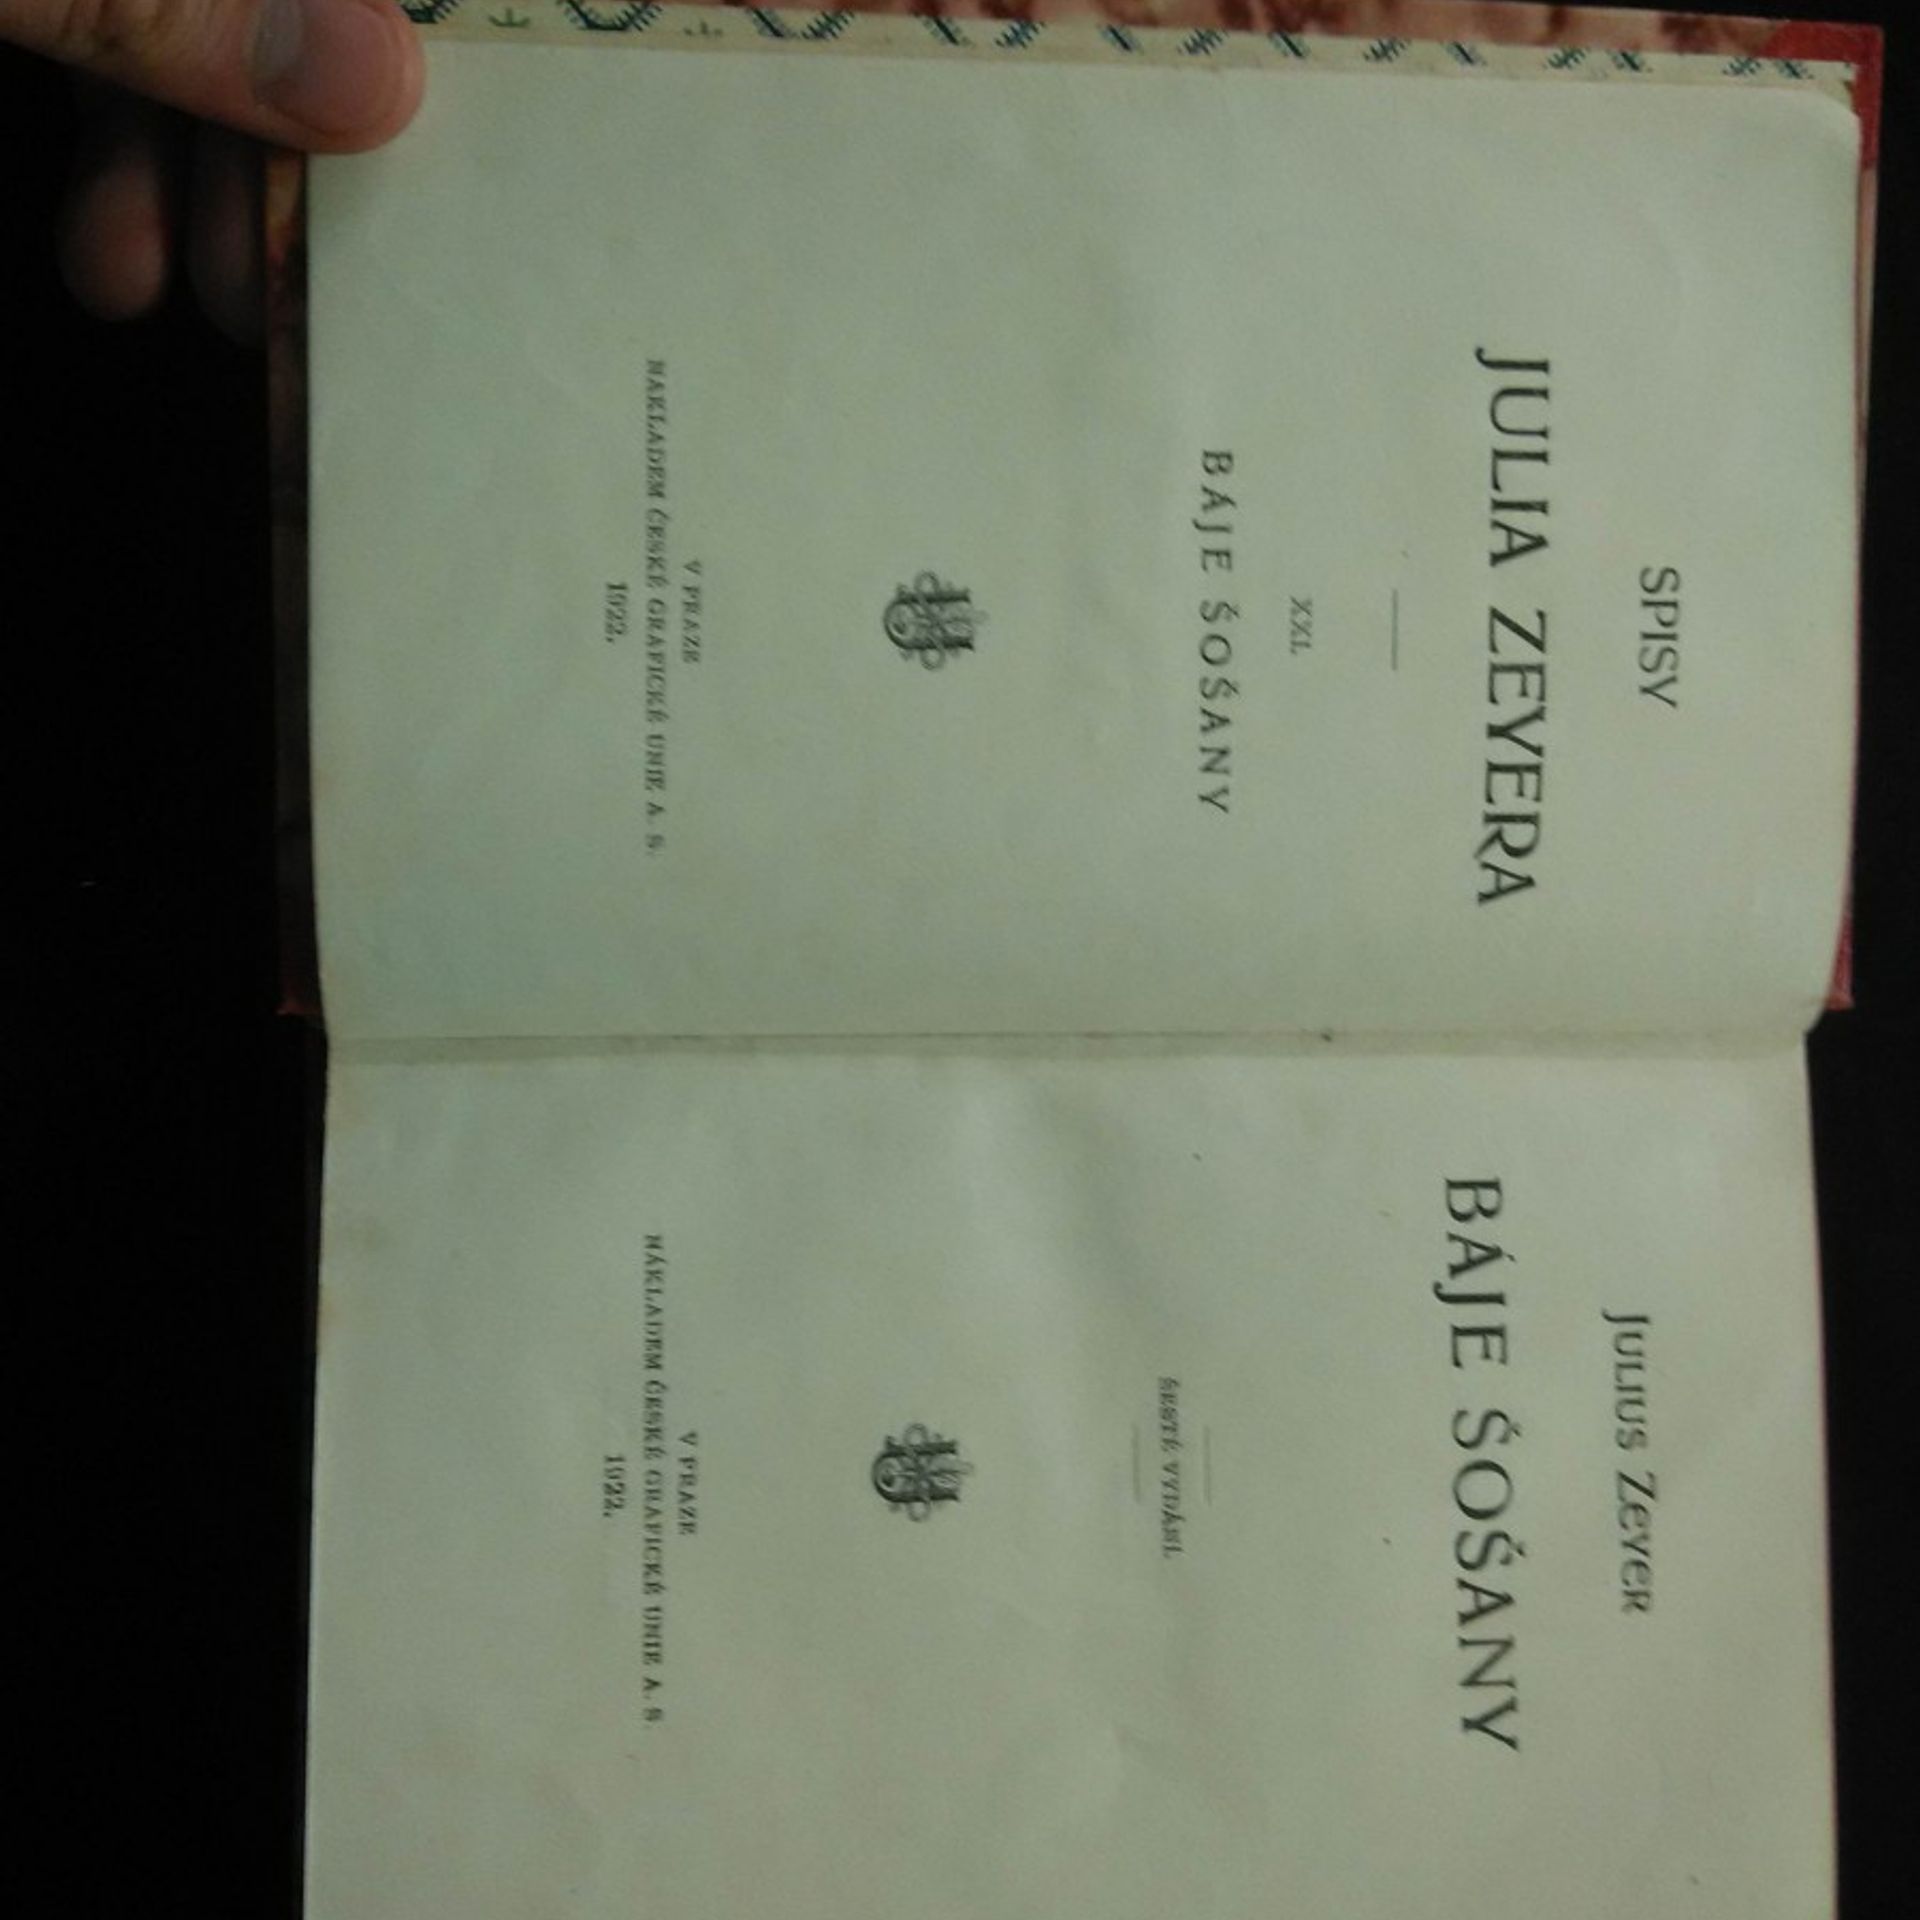 SPISY
JULIA ZEYERA
XXI.
BÁJE ŠOŠANY
V PRAZE
NÁKLADEM ČESKÉ GRAFICKÉ UNIE A. S.
1922.
JULIUS ZEYER
BÁJE ŠOŠANY
ŠESTÉ VYDÁNÍ.
V PRAZE
NÁKLADEM ČESKÉ GRAFICKÉ UNIE A. S.
1922.